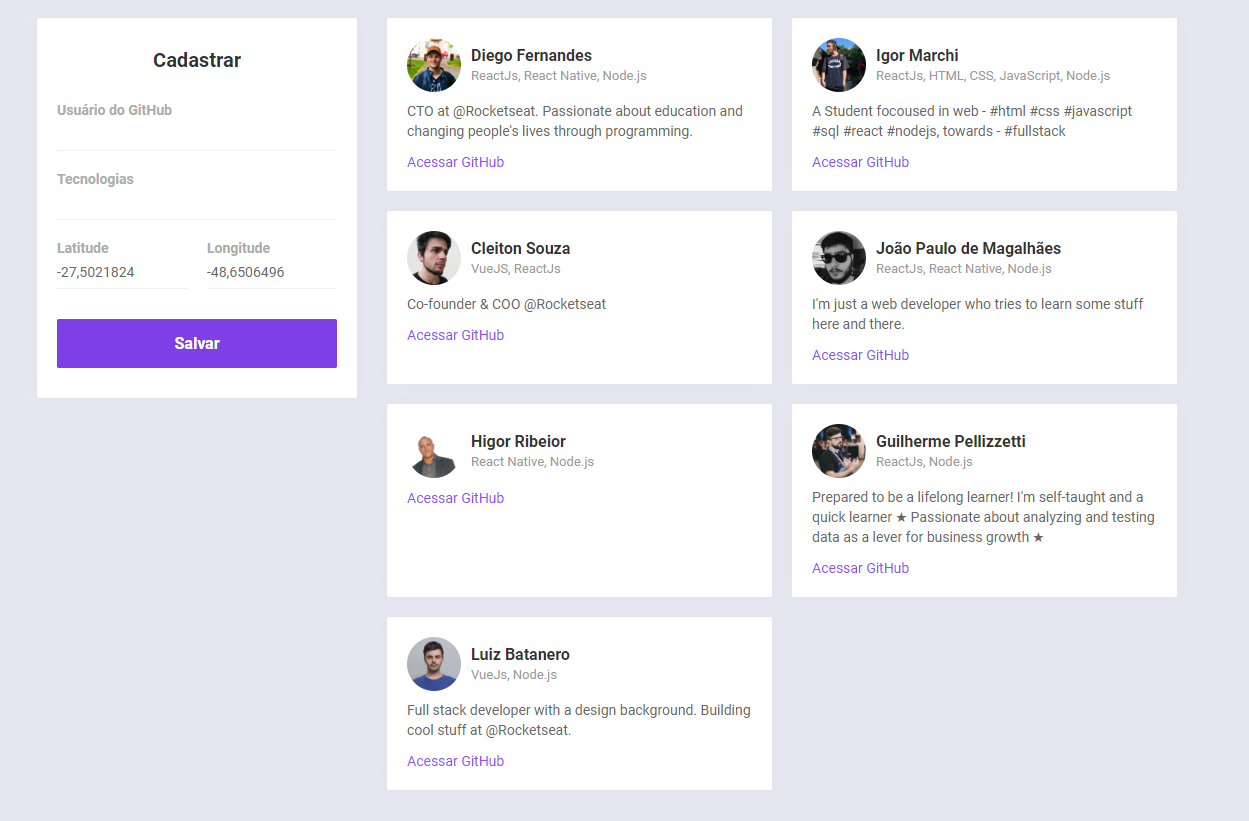 Cadastrar
Usuário do GitHub
Tecnologias
Latitude
Longitude
-27,5021824
-48,6506496
Salvar
Diego Fernandes
ReactJs, React Native, Node.js
CTO at @Rocketseat. Passionate about education and
changing people's lives through programming.
Acessar GitHub
Igor Marchi
ReactJs, HTML, CSS, JavaScript, Node.js
A Student focoused in web - #html #css #javascript
#sql #react #nodejs, towards - #fullstack
Acessar GitHub
Cleiton Souza
VueJS, ReactJs
Co-founder & COO @Rocketseat
Acessar GitHub
João Paulo de Magalhães
ReactJs, React Native, Node.js
I'm just a web developer who tries to learn some stuff
here and there.
Acessar GitHub
Higor Ribeior
React Native, Node.js
Acessar GitHub
Guilherme Pellizzetti
ReactJs, Node.js
Prepared to be a lifelong learner! I'm self-taught and a
quick learner ★ Passionate about analyzing and testing
data as a lever for business growth ★
Acessar GitHub
Luiz Batanero
VueJs, Node.js
Full stack developer with a design background. Building
cool stuff at @Rocketseat.
Acessar GitHub